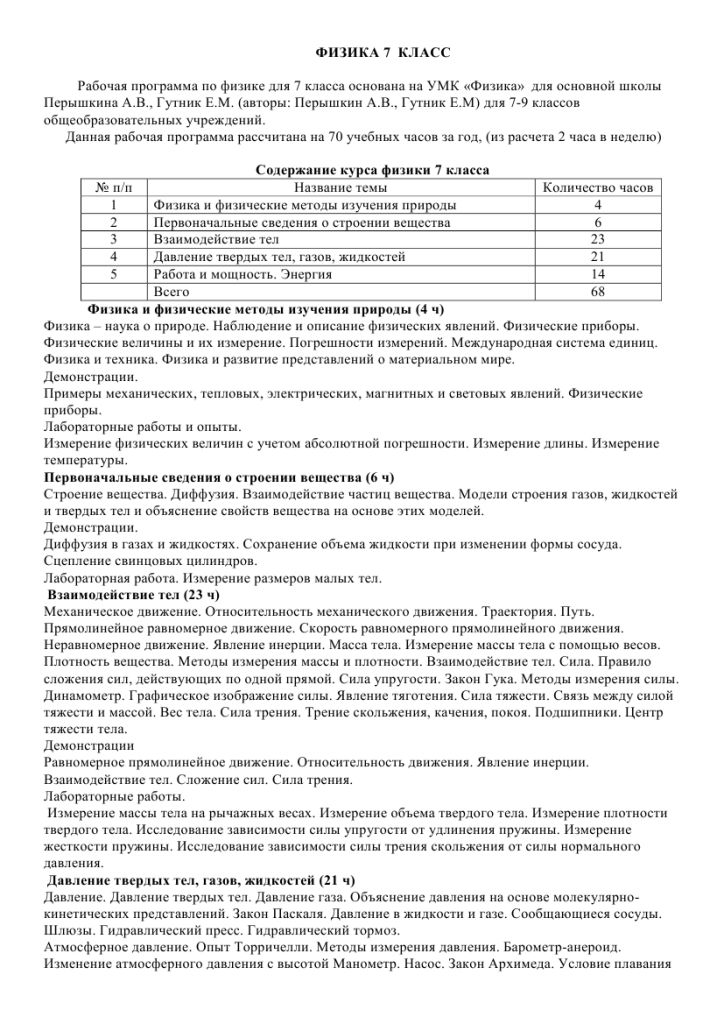 ФИЗИКА 7 КЛАСС
Рабочая программа по физике для 7 класса основана на УМК «Физика» для основной школы
Перышкина А.В., Гутник Е.М. (авторы: Перышкин А.В., Гутник Е.М) для 7-9 классов
общеобразовательных учреждений.
Данная рабочая программа рассчитана на 70 учебных часов за год, (из расчета 2 часа в неделю)
Содержание курса физики 7 класса
№ п/п Название темы Количество часов
1 Физика и физические методы изучения природы 4
2 Первоначальные сведения о строении вещества 6
3 Взаимодействие тел 23
4 Давление твердых тел, газов, жидкостей 21
5 Работа и мощность. Энергия 14
Всего 68
Физика и физические методы изучения природы (4 ч)
Физика – наука о природе. Наблюдение и описание физических явлений. Физические приборы.
Физические величины и их измерение. Погрешности измерений. Международная система единиц.
Физика и техника. Физика и развитие представлений о материальном мире.
Демонстрации.
Примеры механических, тепловых, электрических, магнитных и световых явлений. Физические
приборы.
Лабораторные работы и опыты.
Измерение физических величин с учетом абсолютной погрешности. Измерение длины. Измерение
температуры.
Первоначальные сведения о строении вещества (6 ч)
Строение вещества. Диффузия. Взаимодействие частиц вещества. Модели строения газов, жидкостей
и твердых тел и объяснение свойств вещества на основе этих моделей.
Демонстрации.
Диффузия в газах и жидкостях. Сохранение объема жидкости при изменении формы сосуда.
Сцепление свинцовых цилиндров.
Лабораторная работа. Измерение размеров малых тел.
Взаимодействие тел (23 ч)
Механическое движение. Относительность механического движения. Траектория. Путь.
Прямолинейное равномерное движение. Скорость равномерного прямолинейного движения.
Неравномерное движение. Явление инерции. Масса тела. Измерение массы тела с помощью весов.
Плотность вещества. Методы измерения массы и плотности. Взаимодействие тел. Сила. Правило
сложения сил, действующих по одной прямой. Сила упругости. Закон Гука. Методы измерения силы.
Динамометр. Графическое изображение силы. Явление тяготения. Сила тяжести. Связь между силой
тяжести и массой. Вес тела. Сила трения. Трение скольжения, качения, покоя. Подшипники. Центр
тяжести тела.
Демонстрации
Равномерное прямолинейное движение. Относительность движения. Явление инерции.
Взаимодействие тел. Сложение сил. Сила трения.
Лабораторные работы.
Измерение массы тела на рычажных весах. Измерение объема твердого тела. Измерение плотности
твердого тела. Исследование зависимости силы упругости от удлинения пружины. Измерение
жесткости пружины. Исследование зависимости силы трения скольжения от силы нормального
давления.
Давление твердых тел, газов, жидкостей (21 ч)
Давление. Давление твердых тел. Давление газа. Объяснение давления на основе молекулярно-
кинетических представлений. Закон Паскаля. Давление в жидкости и газе. Сообщающиеся сосуды.
Шлюзы. Гидравлический пресс. Гидравлический тормоз.
Атмосферное давление. Опыт Торричелли. Методы измерения давления. Барометр-анероид.
Изменение атмосферного давления с высотой Манометр. Насос. Закон Архимеда. Условие плавания